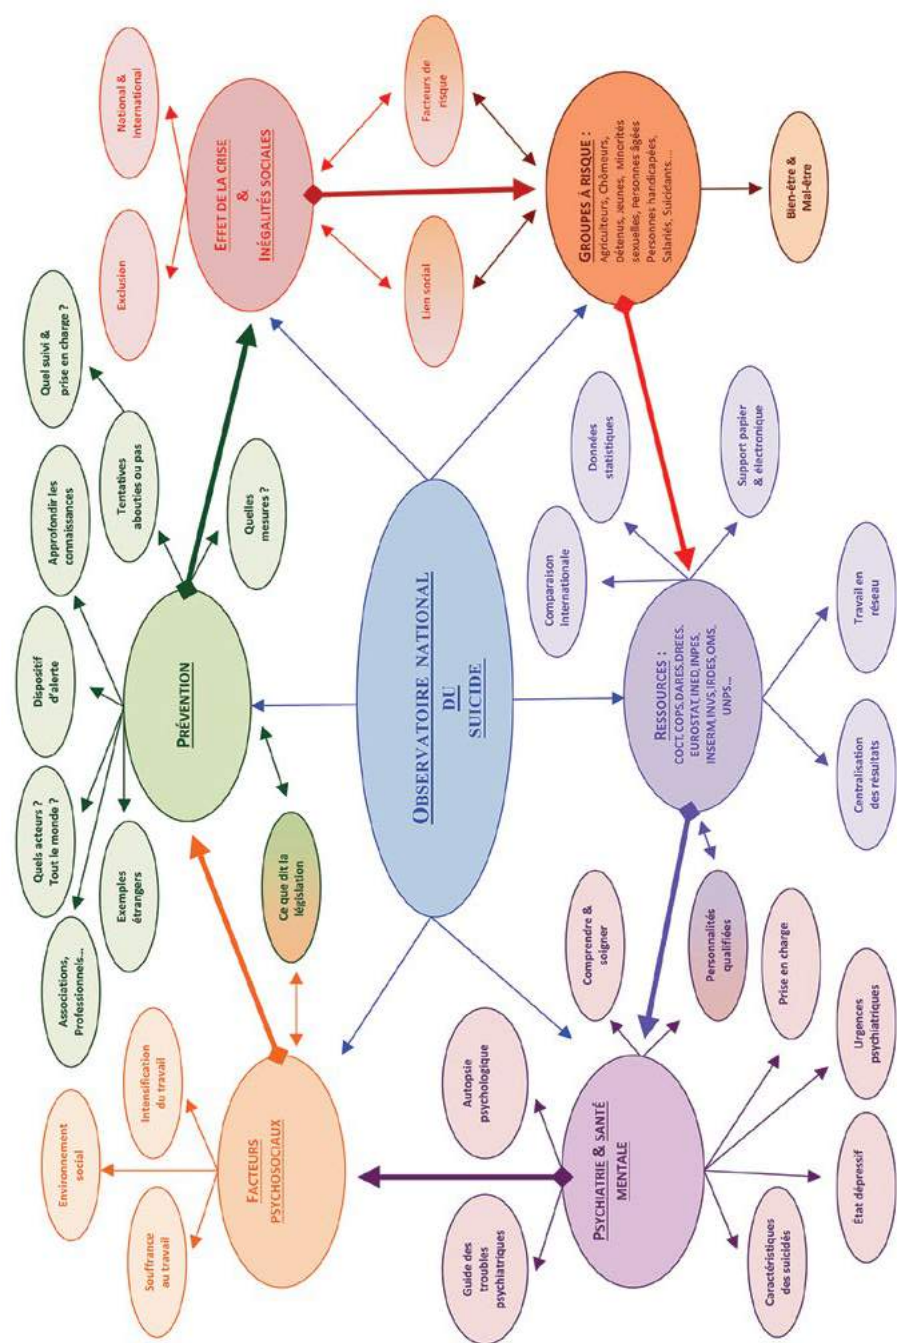 Environnement
social
Intensification
du travail
Souffrance
au travail
FACTEURS
PSYCHOSOCIAUX
Associations,
Professionnels...
Quels acteurs ?
Tout le monde ?
Exemples
étrangers
Dispositif
d'alerte
Approfondir les
connaissances
Tentatives
abouties ou pas
Quel suivi &
prise en charge ?
Quelles
mesures ?
PRÉVENTION
Ce que dit la
législation
Exclusion
National &
International
EFFET DE LA CRISE
&
INÉGALITÉS SOCIALES
Lien social
Facteurs de
risque
OBSERVATOIRE NATIONAL
DU
SUICIDE
Autopsie
psychologique
Guide des
troubles
psychiatriques
Comprendre &
soigner
PSYCHIATRIE & SANTÉ
MENTALE
Personnalités
qualifiées
Prise en charge
Urgences
psychiatriques
État dépressif
Caractéristiques
des suicidés
Comparaison
Internationale
Données
statistiques
Support papier
& électronique
RESSOURCES :
COCT, COPS, DARES, DREES,
EUROSTAT, INED, INPES,
INSERM, INVS, IRDES, OMS,
UNPS...
Centralisation
des résultats
Travail en
réseau
GROUPES À RISQUE :
Agriculteurs, Chômeurs,
Détenus, Jeunes, Minorités
sexuelles, Personnes âgées
Personnes handicapées,
Salariés, Suicidants....
Bien-être &
Mal-être